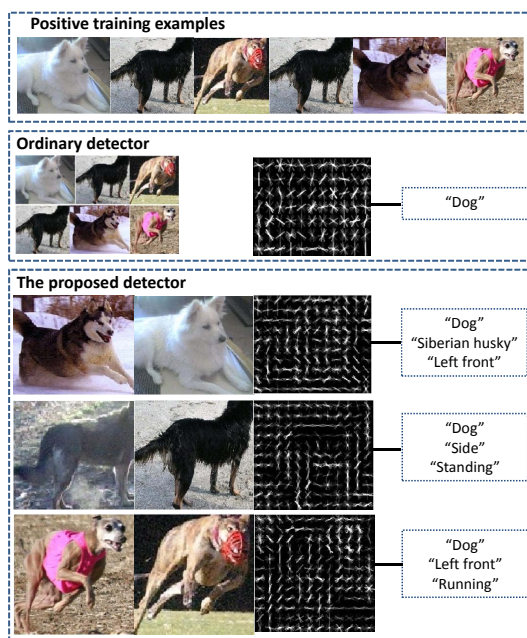 Positive training examples
Ordinary detector
“Dog”
The proposed detector
“Dog”
“Siberian husky”
“Left front”
“Dog”
“Side”
“Standing”
“Dog”
“Left front”
“Running”